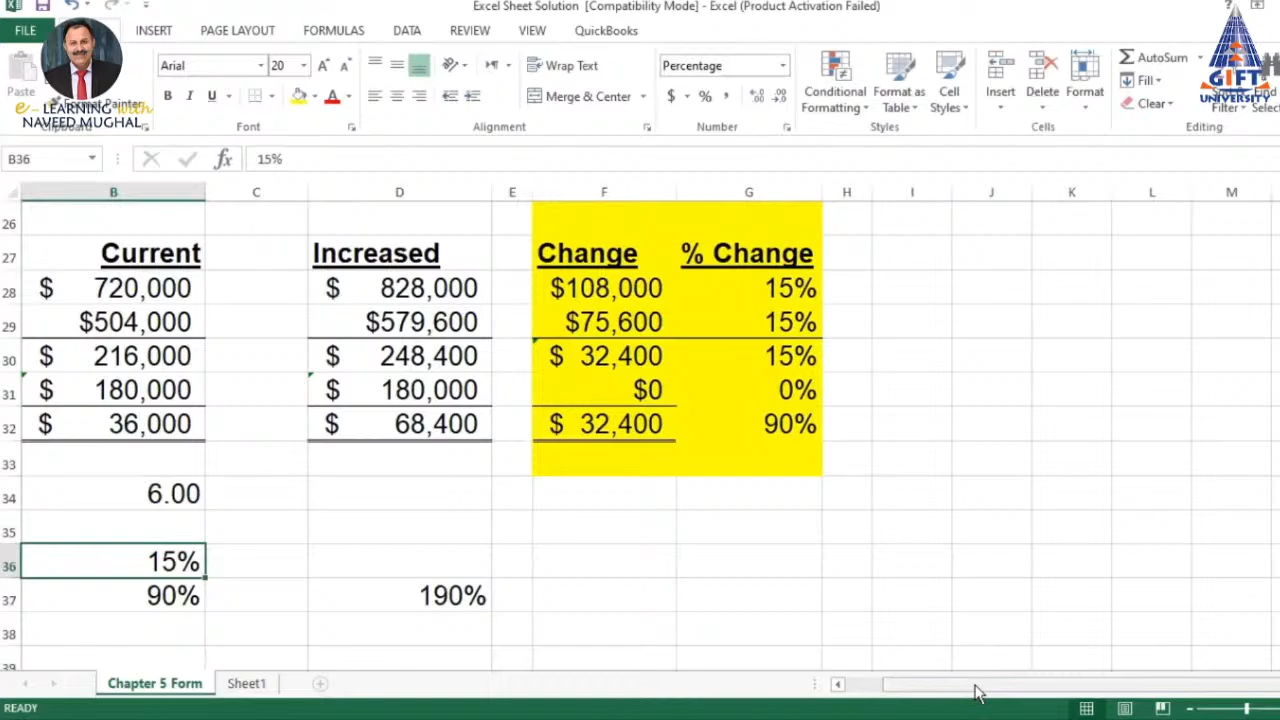 Excel Sheet Solution [Compatibility Mode] - Excel (Product Activation Failed)
FILE INSERT PAGE LAYOUT FORMULAS DATA REVIEW VIEW QuickBooks
Arial 20 Wrap Text Percentage AutoSum
Paste Conditional Formatting Format as Table Cell Styles Insert Delete Format Fill
Format Painter B I U Merge & Center $ % Clear Filter Select
e-LEARNING with
NAVEED MUGHAL
GIFT
UNIVERSITY
Clipboard Font Alignment Number Styles Cells Editing
B36 fx 15%
B C D E F G H I J K L M
26
27 Current Increased Change % Change
28 $ 720,000 $ 828,000 $108,000 15%
29 $504,000 $579,600 $75,600 15%
30 $ 216,000 $ 248,400 $ 32,400 15%
31 $ 180,000 $ 180,000 $0 0%
32 $ 36,000 $ 68,400 $ 32,400 90%
33
34 6.00
35
36 15%
37 90% 190%
38
39
Chapter 5 Form Sheet1
READY